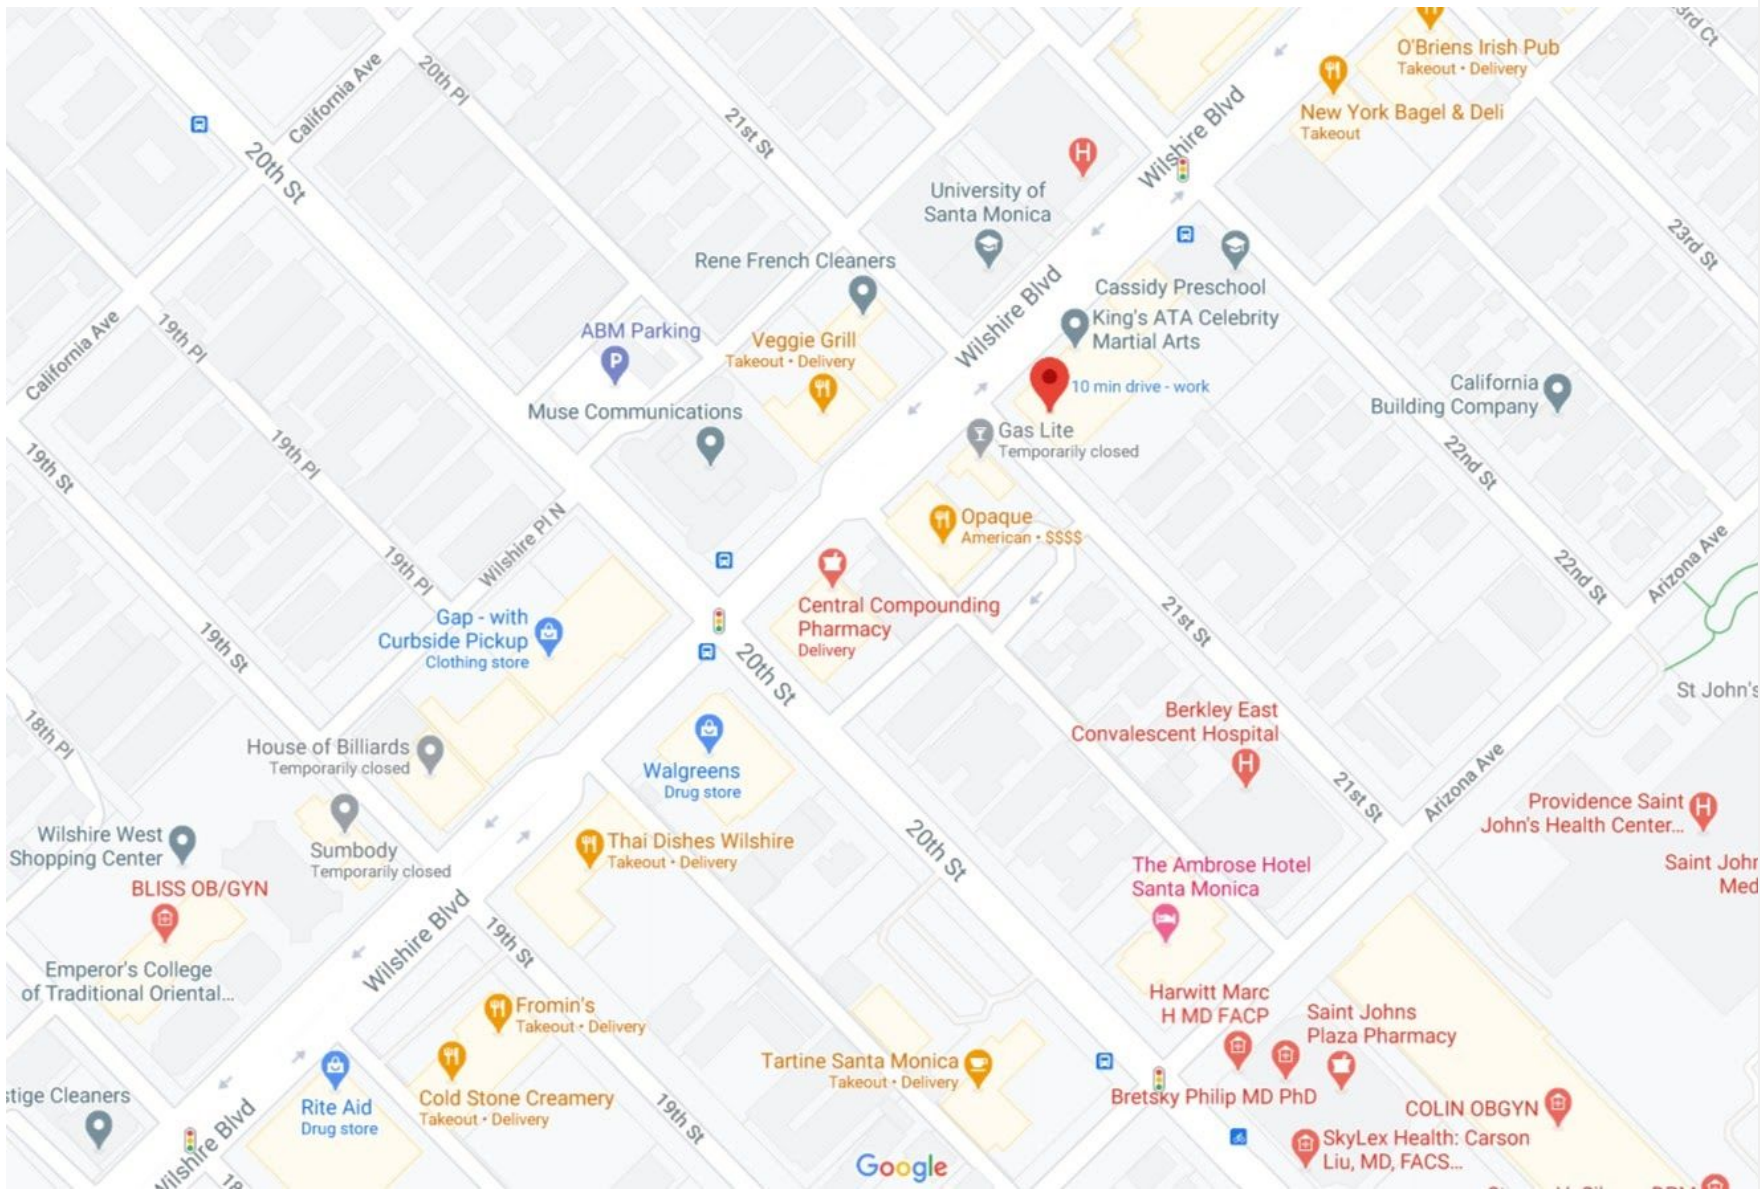 O'Briens Irish Pub
Takeout • Delivery
3rd Ct
California Ave
20th Pl
21st St
Wilshire Blvd
New York Bagel & Deli
Takeout
20th St
H
University of
Santa Monica
Rene French Cleaners
23rd St
Cassidy Preschool
Wilshire Blvd
King's ATA Celebrity
Martial Arts
California Ave
19th Pl
ABM Parking
P
Veggie Grill
Takeout • Delivery
10 min drive - work
California
Building Company
Muse Communications
Gas Lite
Temporarily closed
19th St
19th Pl
22nd St
Wilshire Pl N
Opaque
American • $$$$
19th Pl
22nd St
Arizona Ave
Central Compounding
Pharmacy
Delivery
Gap - with
Curbside Pickup
Clothing store
19th St
21st St
20th St
St John's
18th Pl
House of Billiards
Temporarily closed
Berkley East
Convalescent Hospital
H
Walgreens
Drug store
21st St
Arizona Ave
Providence Saint
John's Health Center...
H
Wilshire West
Shopping Center
Sumbody
Temporarily closed
Thai Dishes Wilshire
Takeout • Delivery
20th St
Saint John
Med
BLISS OB/GYN
The Ambrose Hotel
Santa Monica
Wilshire Blvd
19th St
Emperor's College
of Traditional Oriental...
Fromin's
Takeout • Delivery
Harwitt Marc
H MD FACP
Saint Johns
Plaza Pharmacy
Tartine Santa Monica
Takeout • Delivery
stige Cleaners
Rite Aid
Drug store
Cold Stone Creamery
Takeout • Delivery
19th St
Bretsky Philip MD PhD
COLIN OBGYN
SkyLex Health: Carson
Liu, MD, FACS...
Wilshire Blvd
18
Google